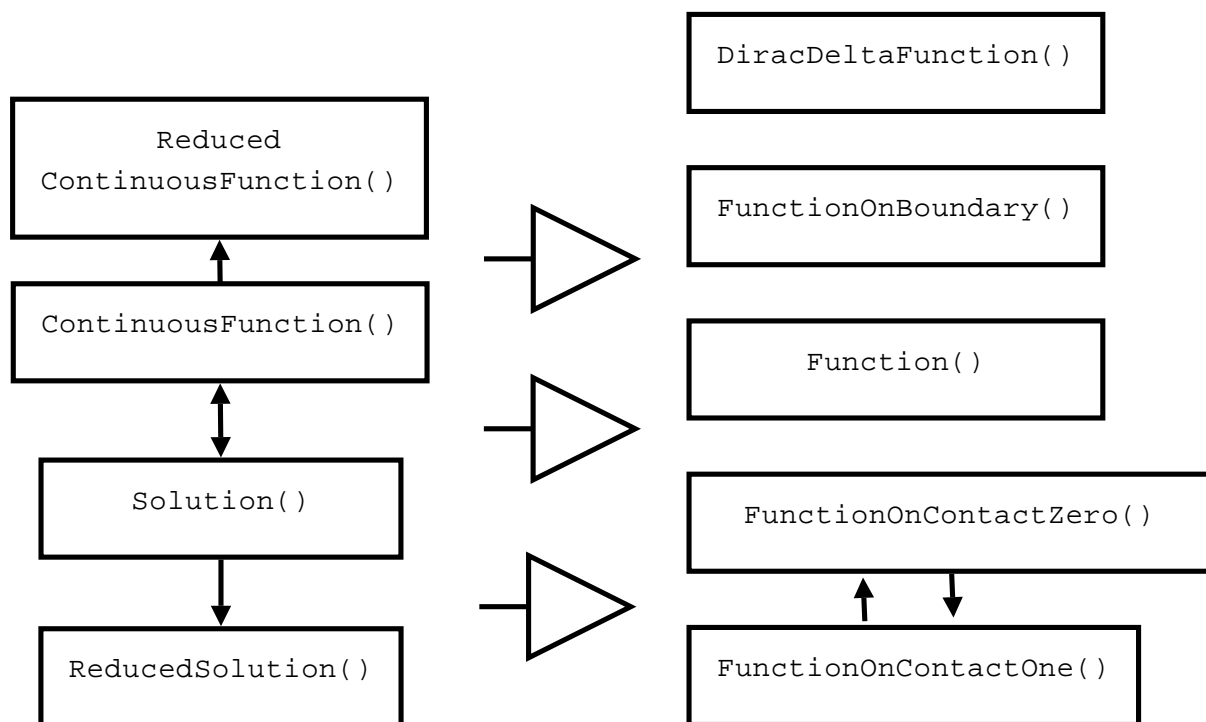 Reduced
ContinuousFunction()
ContinuousFunction()
Solution()
ReducedSolution()
DiracDeltaFunction()
FunctionOnBoundary()
Function()
FunctionOnContactZero()
FunctionOnContactOne()